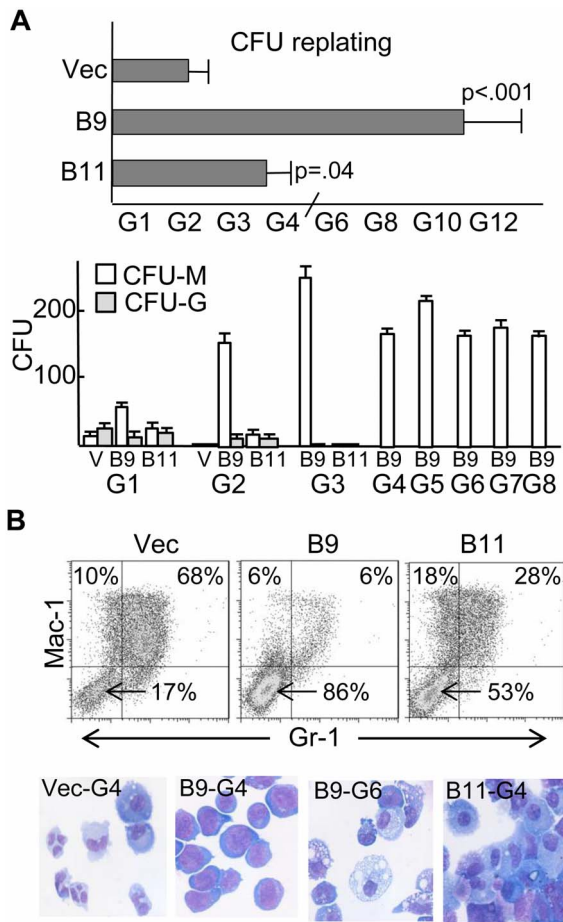 A
CFU replating
Vec
B9
p<.001
B11
p=.04
G1 G2 G3 G4 G6 G8 G10 G12
CFU
200
100
CFU-M
CFU-G
V B9 B11 V B9 B11 B9 B11 B9 B9 B9 B9 B9
G1 G2 G3 G4 G5 G6 G7 G8
B
Vec B9 B11
10% 68% 6% 6% 18% 28%
Mac-1
17% 86% 53%
Gr-1
Vec-G4 B9-G4 B9-G6 B11-G4